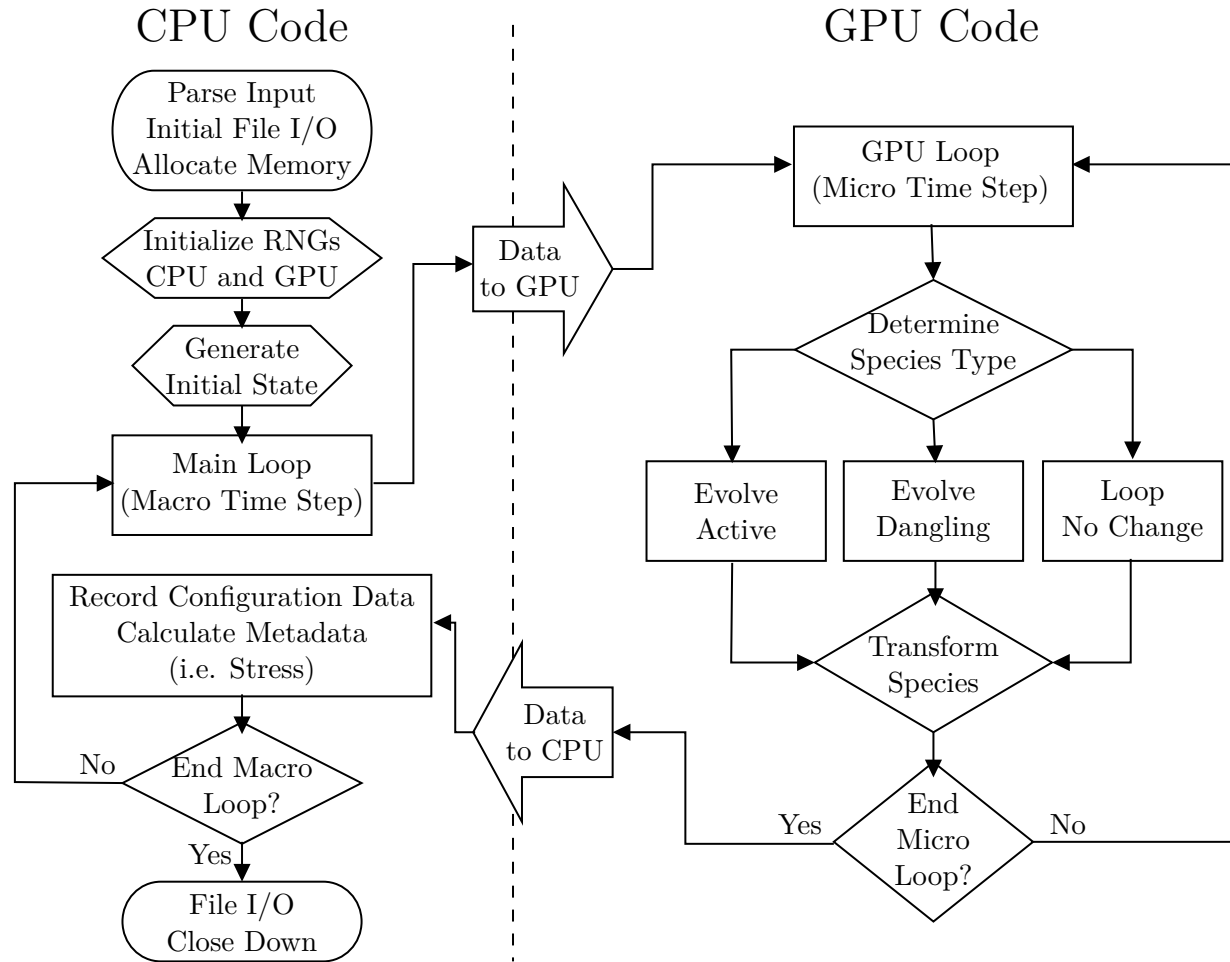 CPU Code
Parse Input
Initial File I/O
Allocate Memory
Initialize RNGs
CPU and GPU
Generate
Initial State
Main Loop
(Macro Time Step)
Record Configuration Data
Calculate Metadata
(i.e. Stress)
End Macro
Loop?
No
Yes
File I/O
Close Down
Data
to GPU
Data
to CPU
GPU Code
GPU Loop
(Micro Time Step)
Determine
Species Type
Evolve
Active
Evolve
Dangling
Loop
No Change
Transform
Species
End
Micro
Loop?
Yes
No